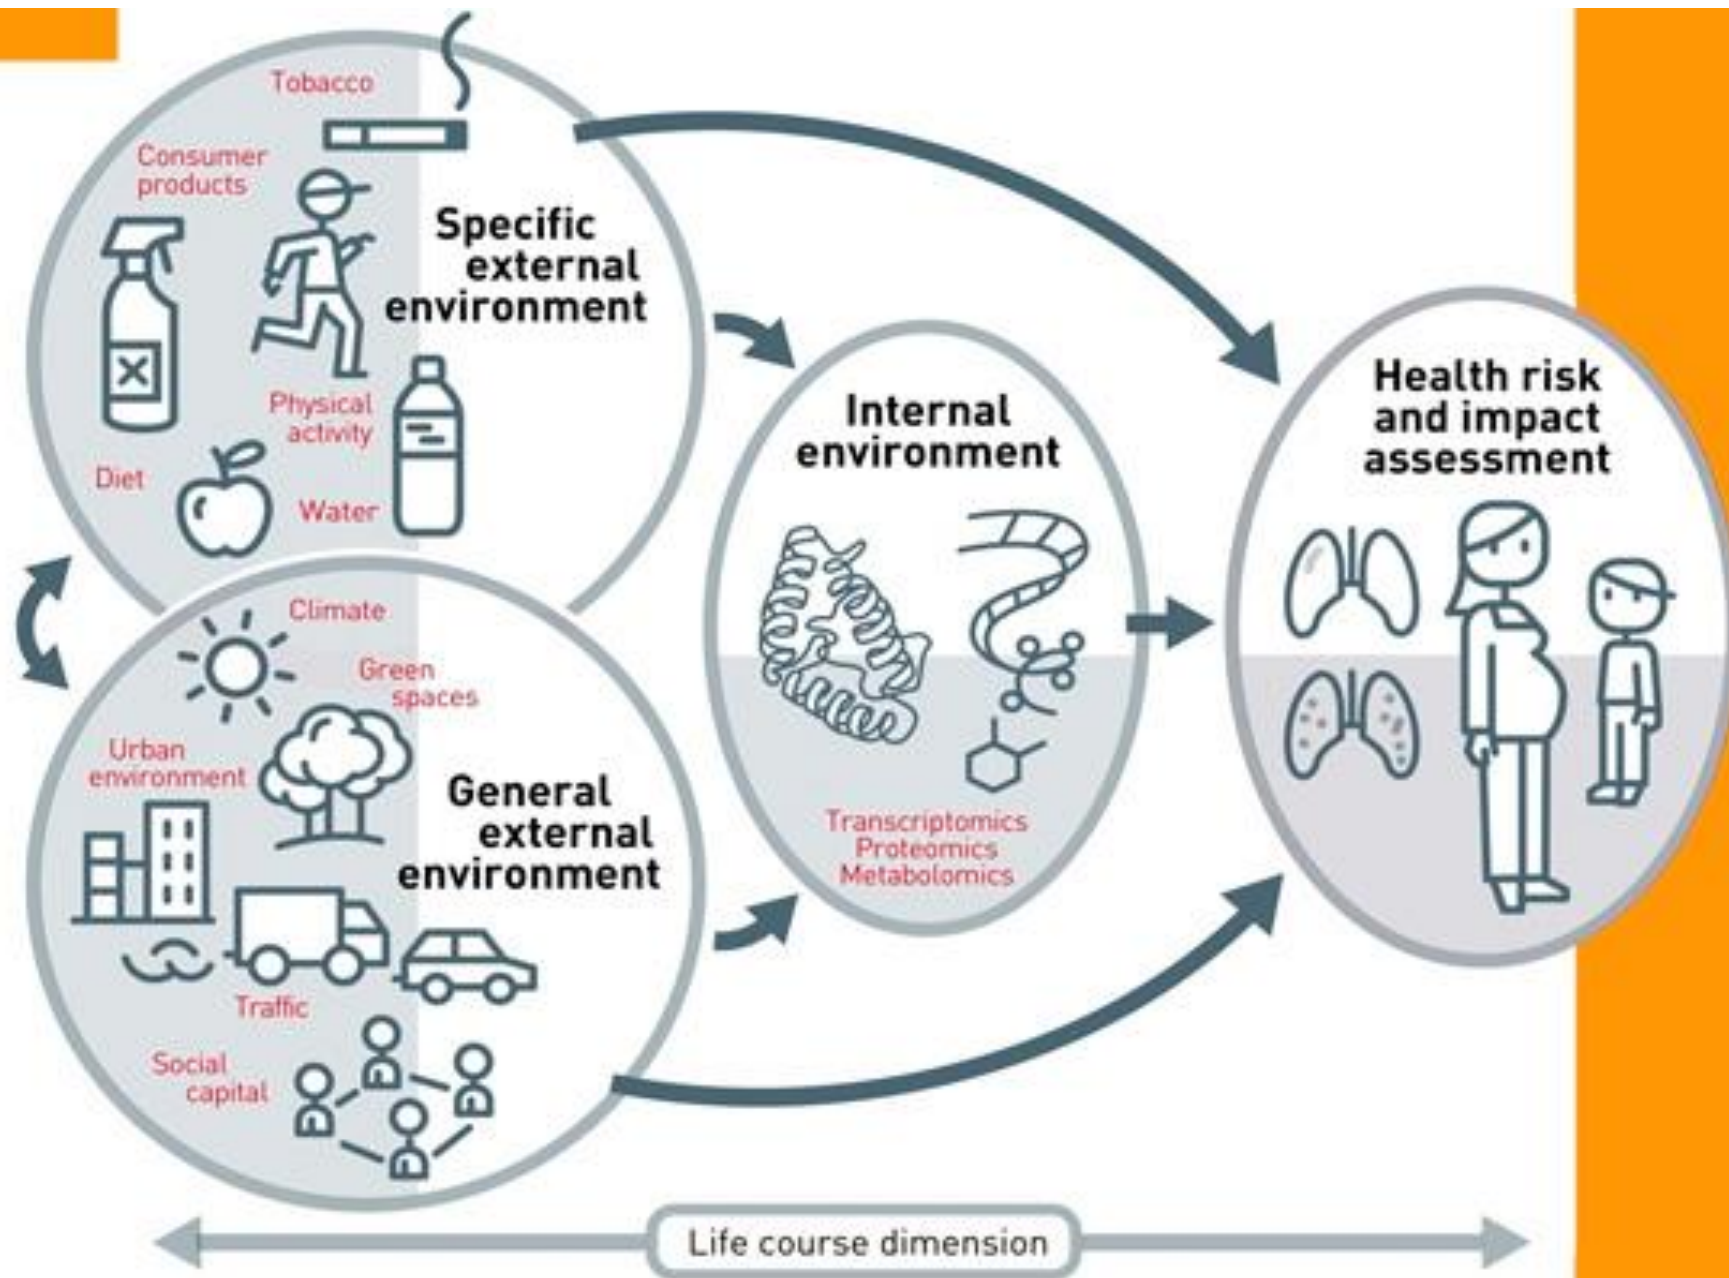 Tobacco
Consumer
products
Specific
external
environment
Physical
activity
Diet
Water
Climate
Green
spaces
Urban
environment
General
external
environment
Traffic
Social
capital
Internal
environment
Transcriptomics
Proteomics
Metabolomics
Health risk
and impact
assessment
Life course dimension